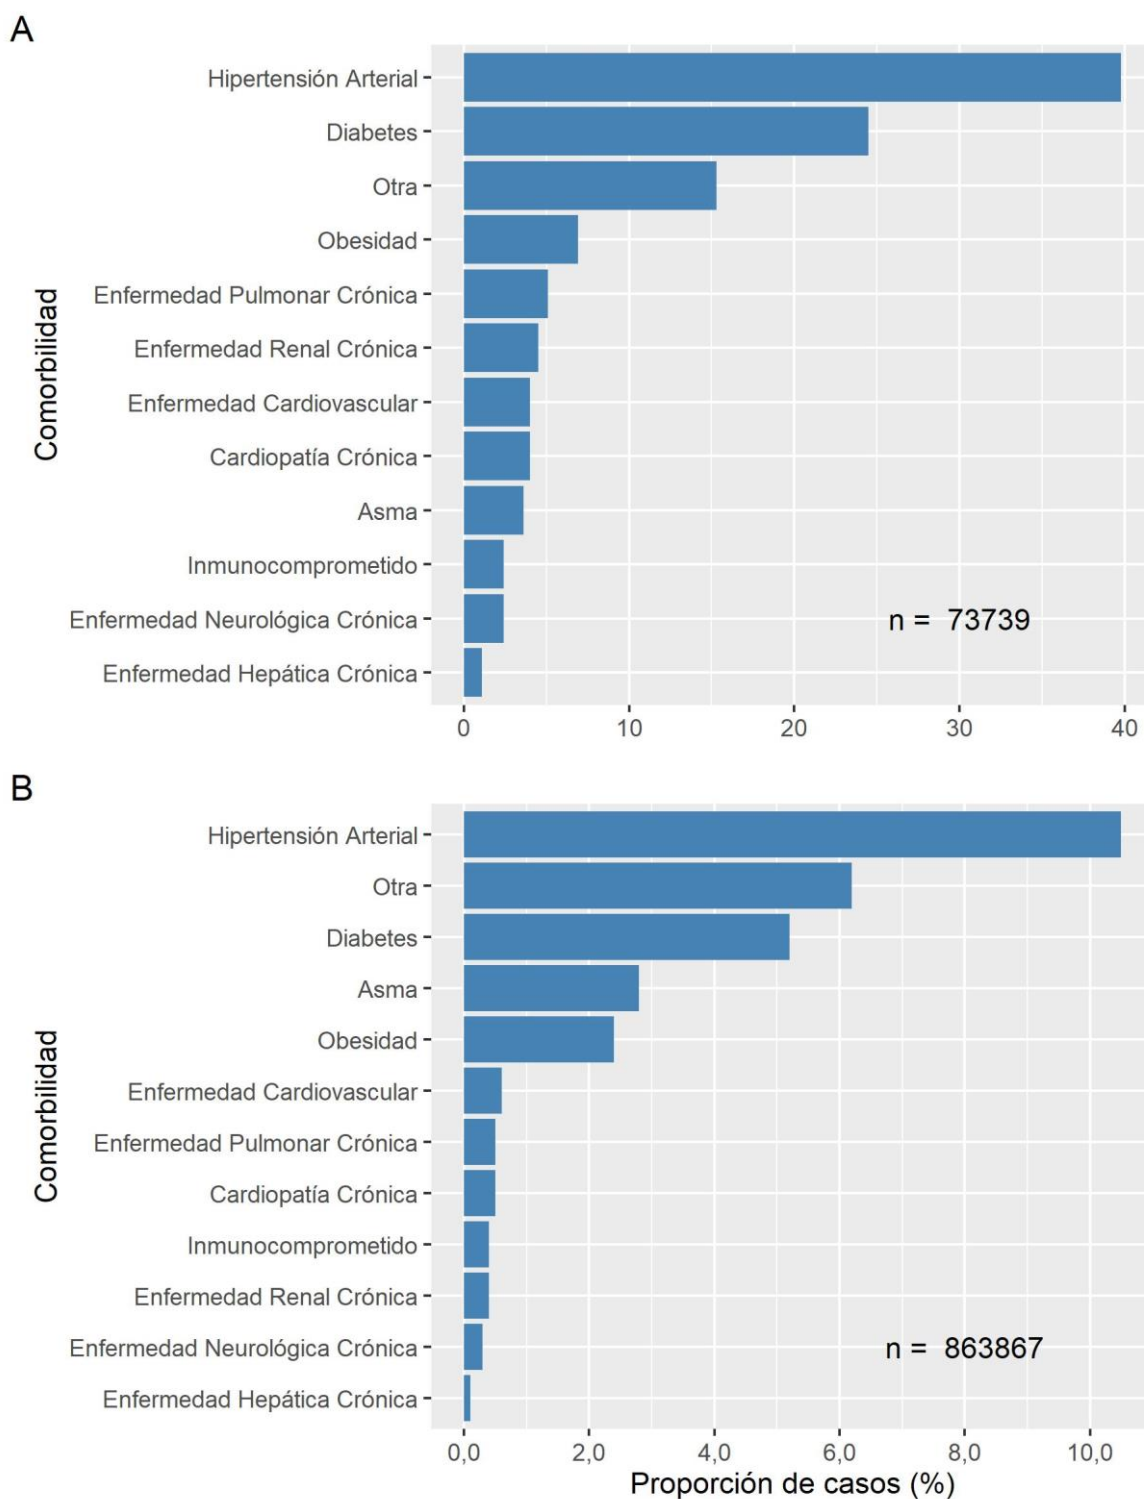 A
Hipertensión Arterial
Diabetes
Otra
Obesidad
Enfermedad Pulmonar Crónica
Enfermedad Renal Crónica
Enfermedad Cardiovascular
Cardiopatía Crónica
Asma
Inmunocomprometido
Enfermedad Neurológica Crónica
Enfermedad Hepática Crónica
Comorbilidad
n = 73739
0 10 20 30 40
B
Hipertensión Arterial
Otra
Diabetes
Asma
Obesidad
Enfermedad Cardiovascular
Enfermedad Pulmonar Crónica
Cardiopatía Crónica
Inmunocomprometido
Enfermedad Renal Crónica
Enfermedad Neurológica Crónica
Enfermedad Hepática Crónica
Comorbilidad
n = 863867
0,0 2,0 4,0 6,0 8,0 10,0
Proporción de casos (%)